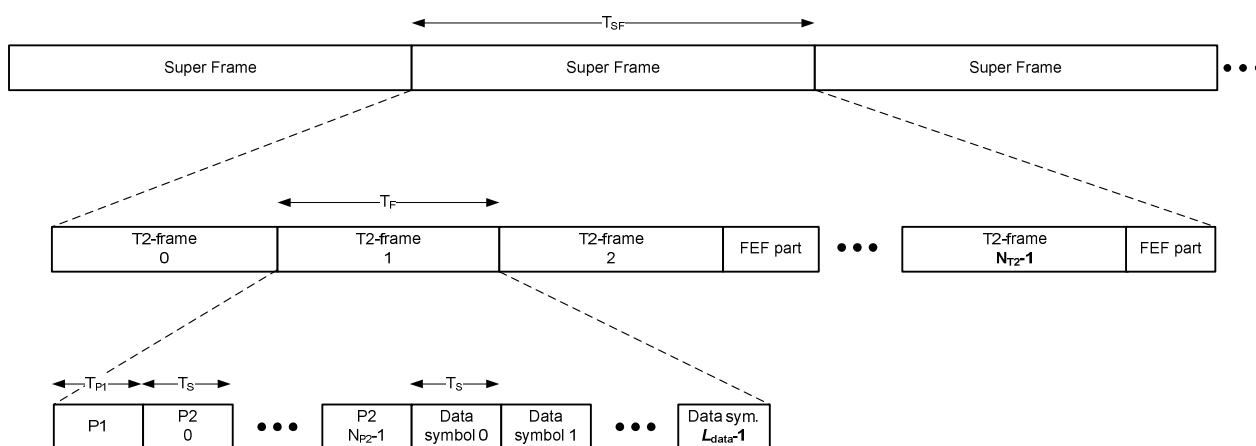 T_SF
Super Frame
Super Frame
Super Frame
T_F
T2-frame
0
T2-frame
1
T2-frame
2
FEF part
T2-frame
N_T2-1
FEF part
T_P1
T_S
T_S
P1
P2
0
P2
N_P2-1
Data
symbol 0
Data
symbol 1
Data sym.
L_data-1